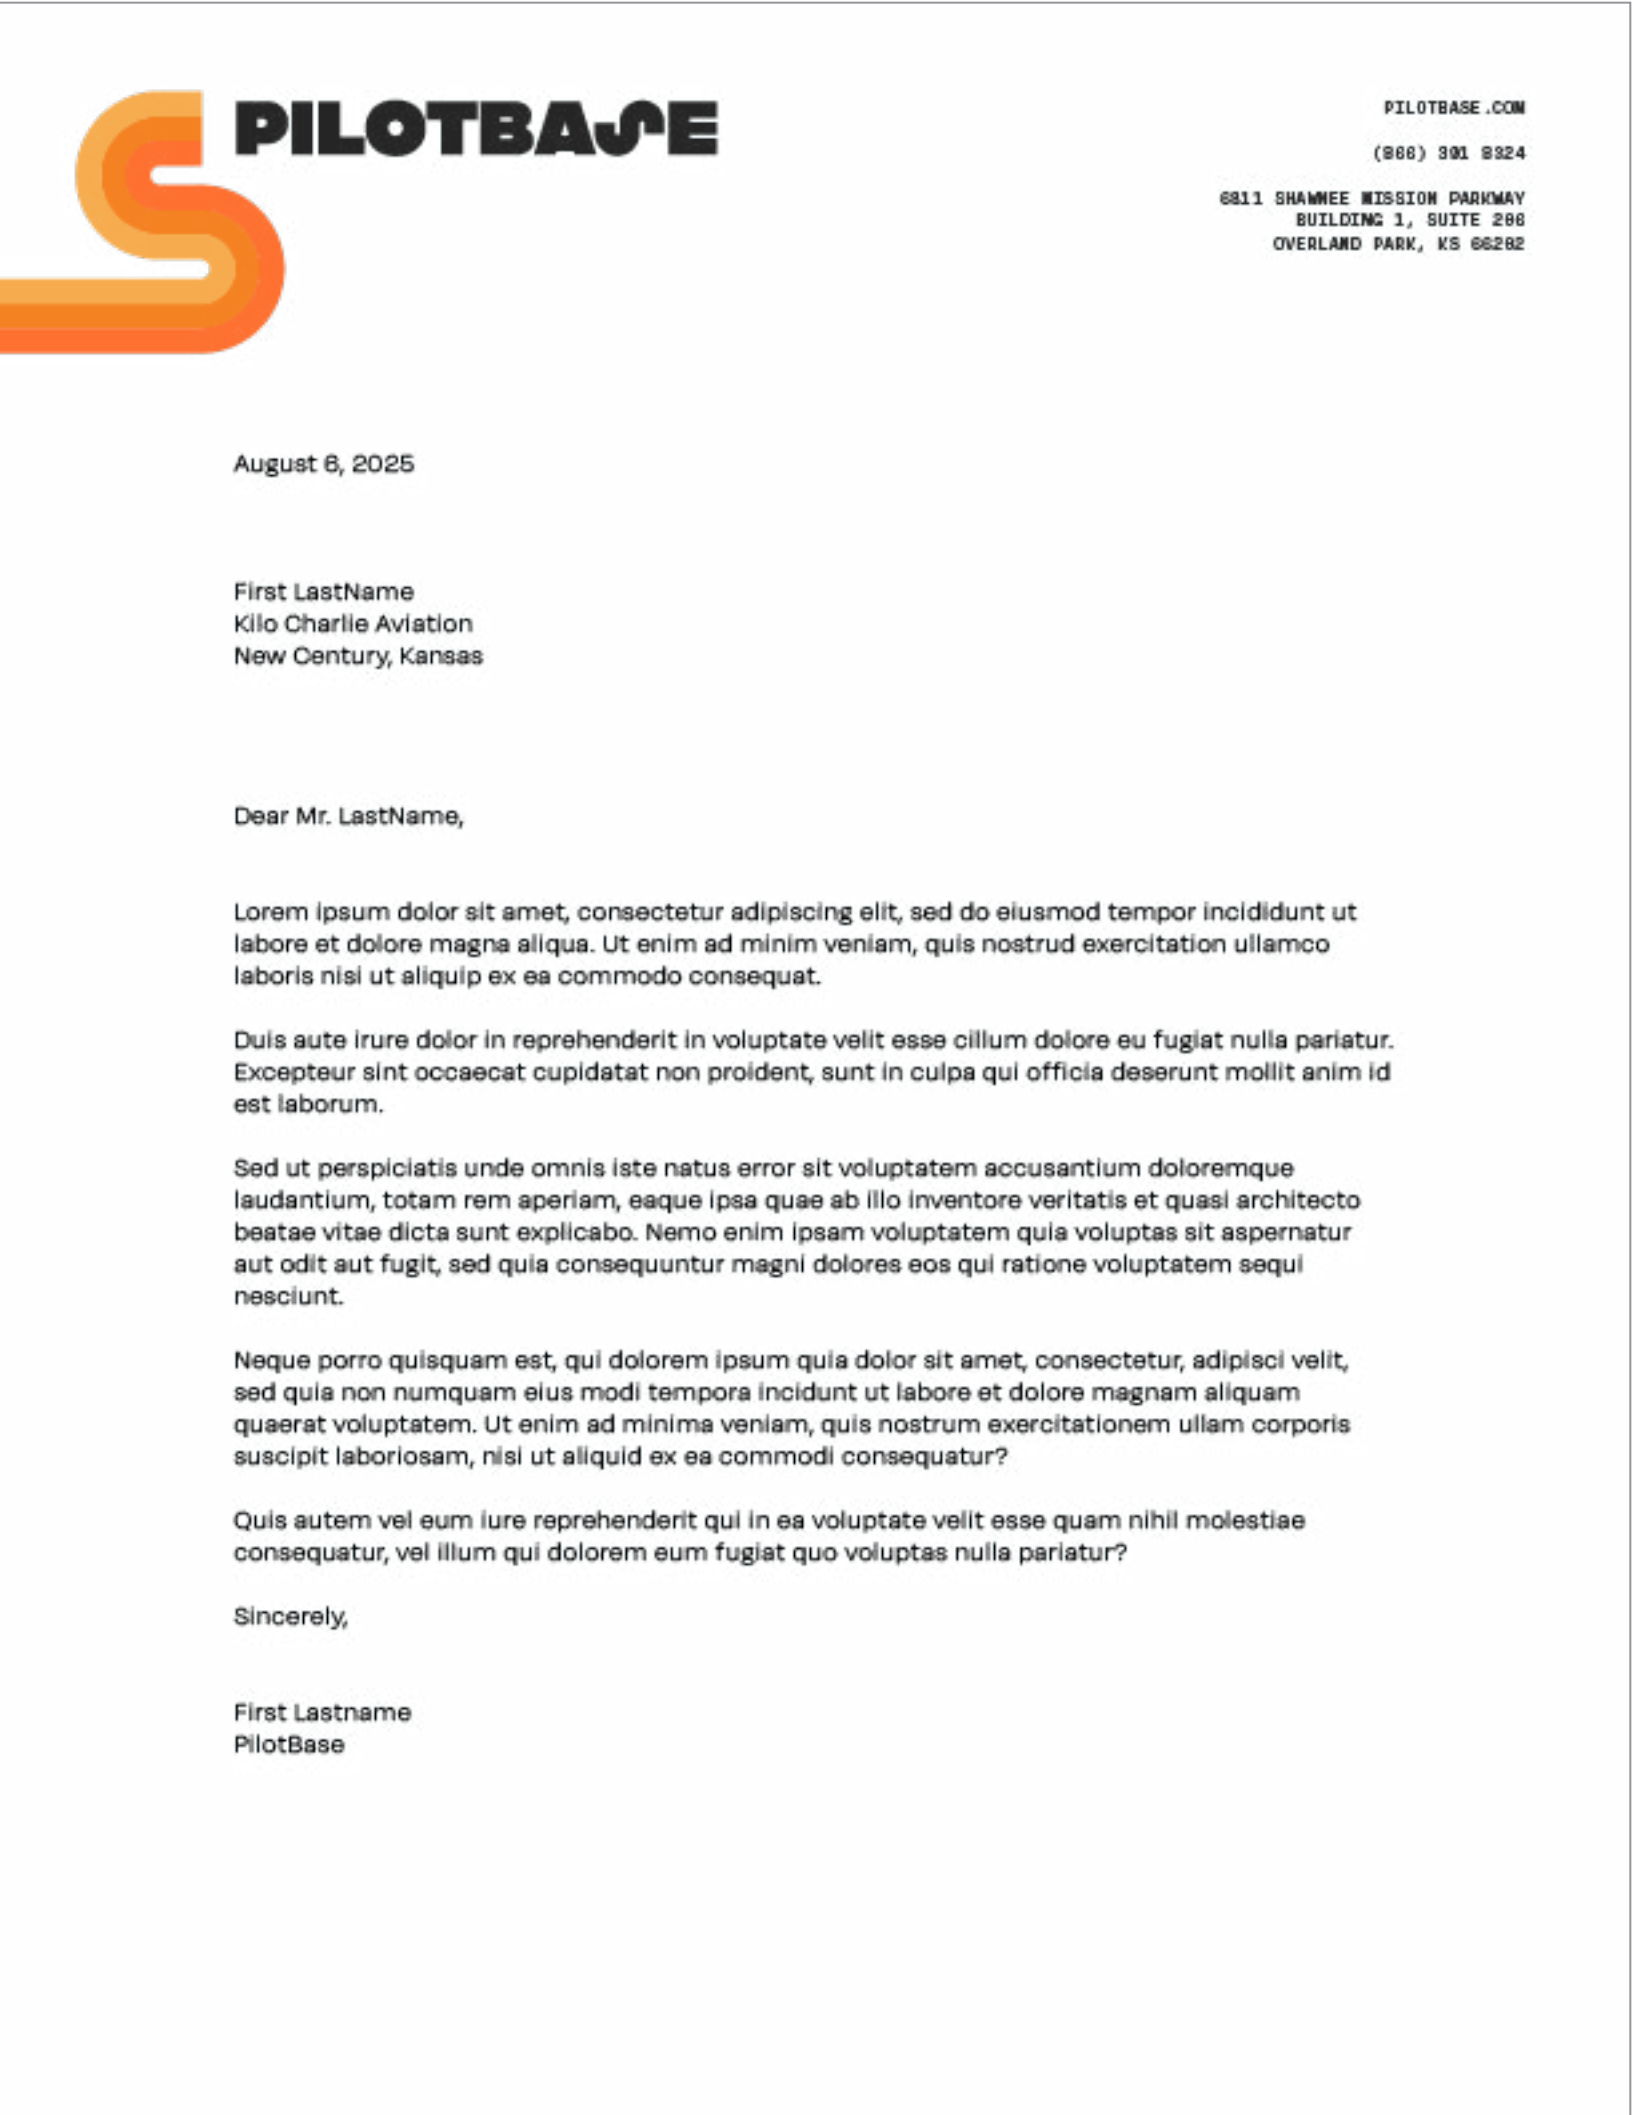 PILOTBASE
PILOTBASE.COM
(866) 301 8324
6811 SHAWNEE MISSION PARKWAY
BUILDING 1, SUITE 206
OVERLAND PARK, KS 66202
August 6, 2025
First LastName
Kilo Charlie Aviation
New Century, Kansas
Dear Mr. LastName,
Lorem ipsum dolor sit amet, consectetur adipiscing elit, sed do eiusmod tempor incididunt ut
labore et dolore magna aliqua. Ut enim ad minim veniam, quis nostrud exercitation ullamco
laboris nisi ut aliquip ex ea commodo consequat.
Duis aute irure dolor in reprehenderit in voluptate velit esse cillum dolore eu fugiat nulla pariatur.
Excepteur sint occaecat cupidatat non proident, sunt in culpa qui officia deserunt mollit anim id
est laborum.
Sed ut perspiciatis unde omnis iste natus error sit voluptatem accusantium doloremque
laudantium, totam rem aperiam, eaque ipsa quae ab illo inventore veritatis et quasi architecto
beatae vitae dicta sunt explicabo. Nemo enim ipsam voluptatem quia voluptas sit aspernatur
aut odit aut fugit, sed quia consequuntur magni dolores eos qui ratione voluptatem sequi
nesciunt.
Neque porro quisquam est, qui dolorem ipsum quia dolor sit amet, consectetur, adipisci velit,
sed quia non numquam eius modi tempora incidunt ut labore et dolore magnam aliquam
quaerat voluptatem. Ut enim ad minima veniam, quis nostrum exercitationem ullam corporis
suscipit laboriosam, nisi ut aliquid ex ea commodi consequatur?
Quis autem vel eum iure reprehenderit qui in ea voluptate velit esse quam nihil molestiae
consequatur, vel illum qui dolorem eum fugiat quo voluptas nulla pariatur?
Sincerely,
First Lastname
PilotBase